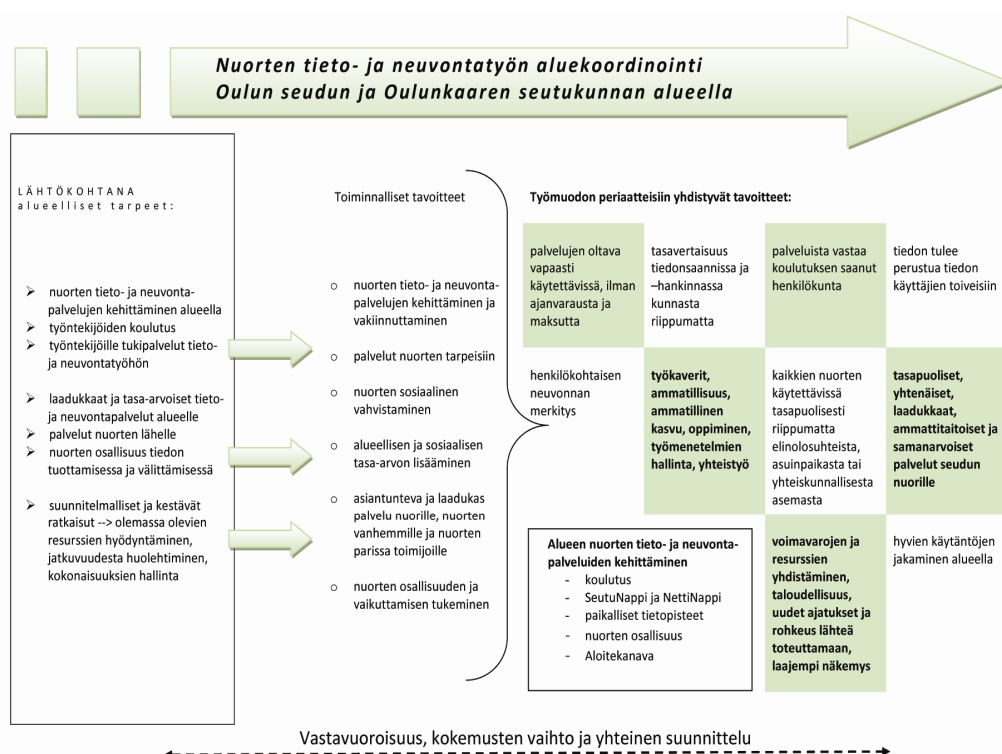 Nuorten tieto- ja neuvontatyön aluekoordinointi
Oulun seudun ja Oulunkaaren seutukunnan alueella
LÄHTÖKOHTANA
alueelliset tarpeet:
➢ nuorten tieto- ja neuvonta-
palvelujen kehittäminen alueella
➢ työntekijöiden koulutus
➢ työntekijöille tukipalvelut tieto-
ja neuvontatyöhön
➢ laadukkaat ja tasa-arvoiset tieto-
ja neuvontapalvelut alueelle
➢ palvelut nuorten lähelle
➢ nuorten osallisuus tiedon
tuottamisessa ja välittämisessä
➢ suunnitelmalliset ja kestävät
ratkaisut --> olemassa olevien
resurssien hyödyntäminen,
jatkuvuudesta huolehtiminen,
kokonaisuuksien hallinta
Toiminnalliset tavoitteet
o nuorten tieto- ja neuvonta-
palvelujen kehittäminen ja
vakiinnuttaminen
o palvelut nuorten tarpeisiin
o nuorten sosiaalinen
vahvistaminen
o alueellisen ja sosiaalisen
tasa-arvon lisääminen
o asiantunteva ja laadukas
palvelu nuorille, nuorten
vanhemmille ja nuorten
parissa toimijoille
o nuorten osallisuuden ja
vaikuttamisen tukeminen
Työmuodon periaatteisiin yhdistyvät tavoitteet:
palvelujen oltava
vapaasti
käytettävissä, ilman
ajanvarausta ja
maksutta
tasavertaisuus
tiedonsaannissa ja
–hankinnassa
kunnasta
riippumatta
palveluista vastaa
koulutuksen saanut
henkilökunta
tiedon tulee
perustua tiedon
käyttäjien toiveisiin
henkilökohtaisen
neuvonnan
merkitys
työkaverit,
ammatillisuus,
ammatillinen
kasvu, oppiminen,
työmenetelmien
hallinta, yhteistyö
kaikkien nuorten
käytettävissä
tasapuolisesti
riippumatta
elinolosuhteista,
asuinpaikasta tai
yhteiskunnallisesta
asemasta
tasapuoliset,
yhtenäiset,
laadukkaat,
ammattitaitoiset ja
samanarvoiset
palvelut seudun
nuorille
Alueen nuorten tieto- ja neuvonta-
palveluiden kehittäminen
- koulutus
- SeutuNappi ja NettiNappi
- paikalliset tietopisteet
- nuorten osallisuus
- Aloitekanava
voimavarojen ja
resurssien
yhdistäminen,
taloudellisuus,
uudet ajatukset ja
rohkeus lähteä
toteuttamaan,
laajempi näkemys
hyvien käytäntöjen
jakaminen alueella
Vastavuoroisuus, kokemusten vaihto ja yhteinen suunnittelu